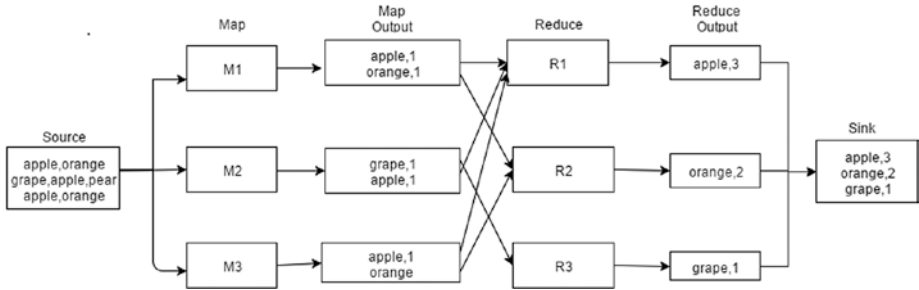 Map
Map
Output
Reduce
Reduce
Output
M1
apple,1
orange,1
R1
apple,3
Source
apple,orange
grape,apple,pear
apple,orange
M2
grape,1
apple,1
R2
orange,2
Sink
apple,3
orange,2
grape,1
M3
apple,1
orange
R3
grape,1